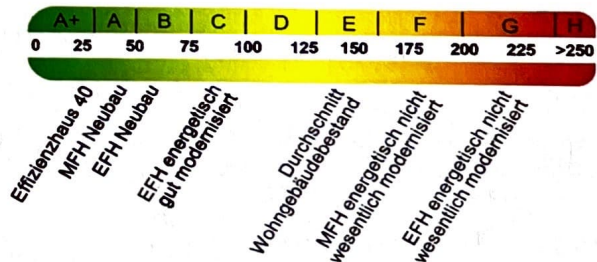 A+ A B C D E F G H
0 25 50 75 100 125 150 175 200 225 >250
Effizienzhaus 40
MFH Neubau
EFH Neubau
EFH energetisch
gut modernisiert
Durchschnitt
Wohngebäudebestand
MFH energetisch nicht
wesentlich modernisiert
EFH energetisch nicht
wesentlich modernisiert